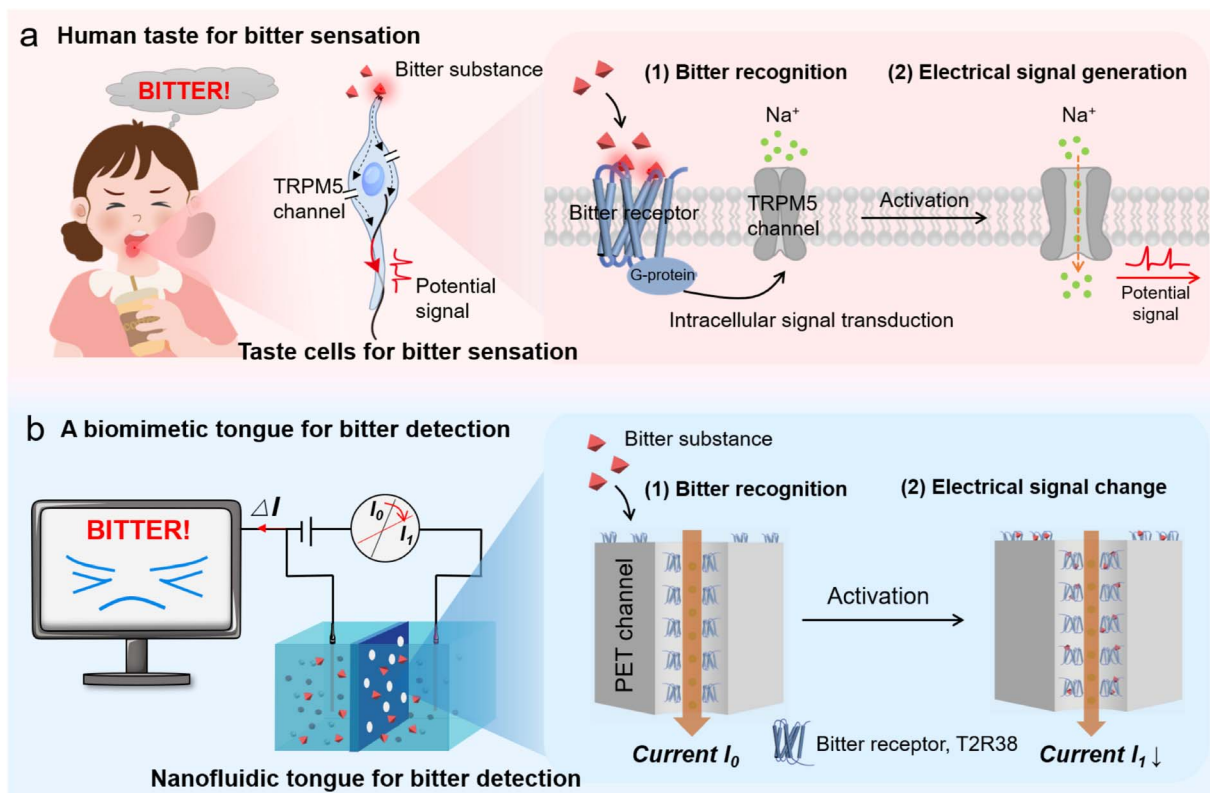 a Human taste for bitter sensation
BITTER!
Bitter substance
TRPM5
channel
Potential
signal
Taste cells for bitter sensation
(1) Bitter recognition
(2) Electrical signal generation
Na⁺
Na⁺
Bitter receptor
TRPM5
channel
Activation
G-protein
Intracellular signal transduction
Potential
signal
b A biomimetic tongue for bitter detection
BITTER!
△I
I₀
I₁
Nanofluidic tongue for bitter detection
Bitter substance
(1) Bitter recognition
(2) Electrical signal change
PET channel
Activation
Current I₀
Bitter receptor, T2R38
Current I₁ ↓